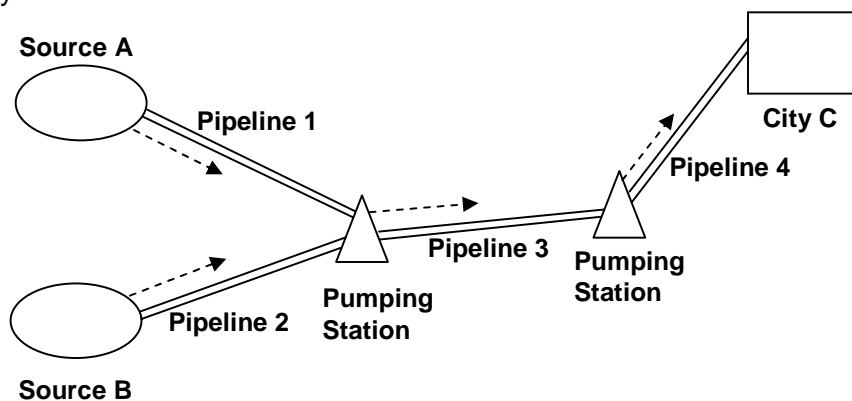 y
Source A
Pipeline 1
City C
Pipeline 4
Pipeline 3
Pumping
Station
Pumping
Station
Pipeline 2
Source B